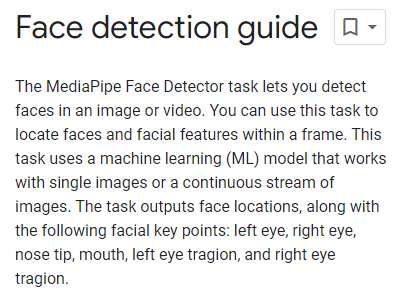 Face detection guide
The MediaPipe Face Detector task lets you detect
faces in an image or video. You can use this task to
locate faces and facial features within a frame. This
task uses a machine learning (ML) model that works
with single images or a continuous stream of
images. The task outputs face locations, along with
the following facial key points: left eye, right eye,
nose tip, mouth, left eye tragion, and right eye
tragion.